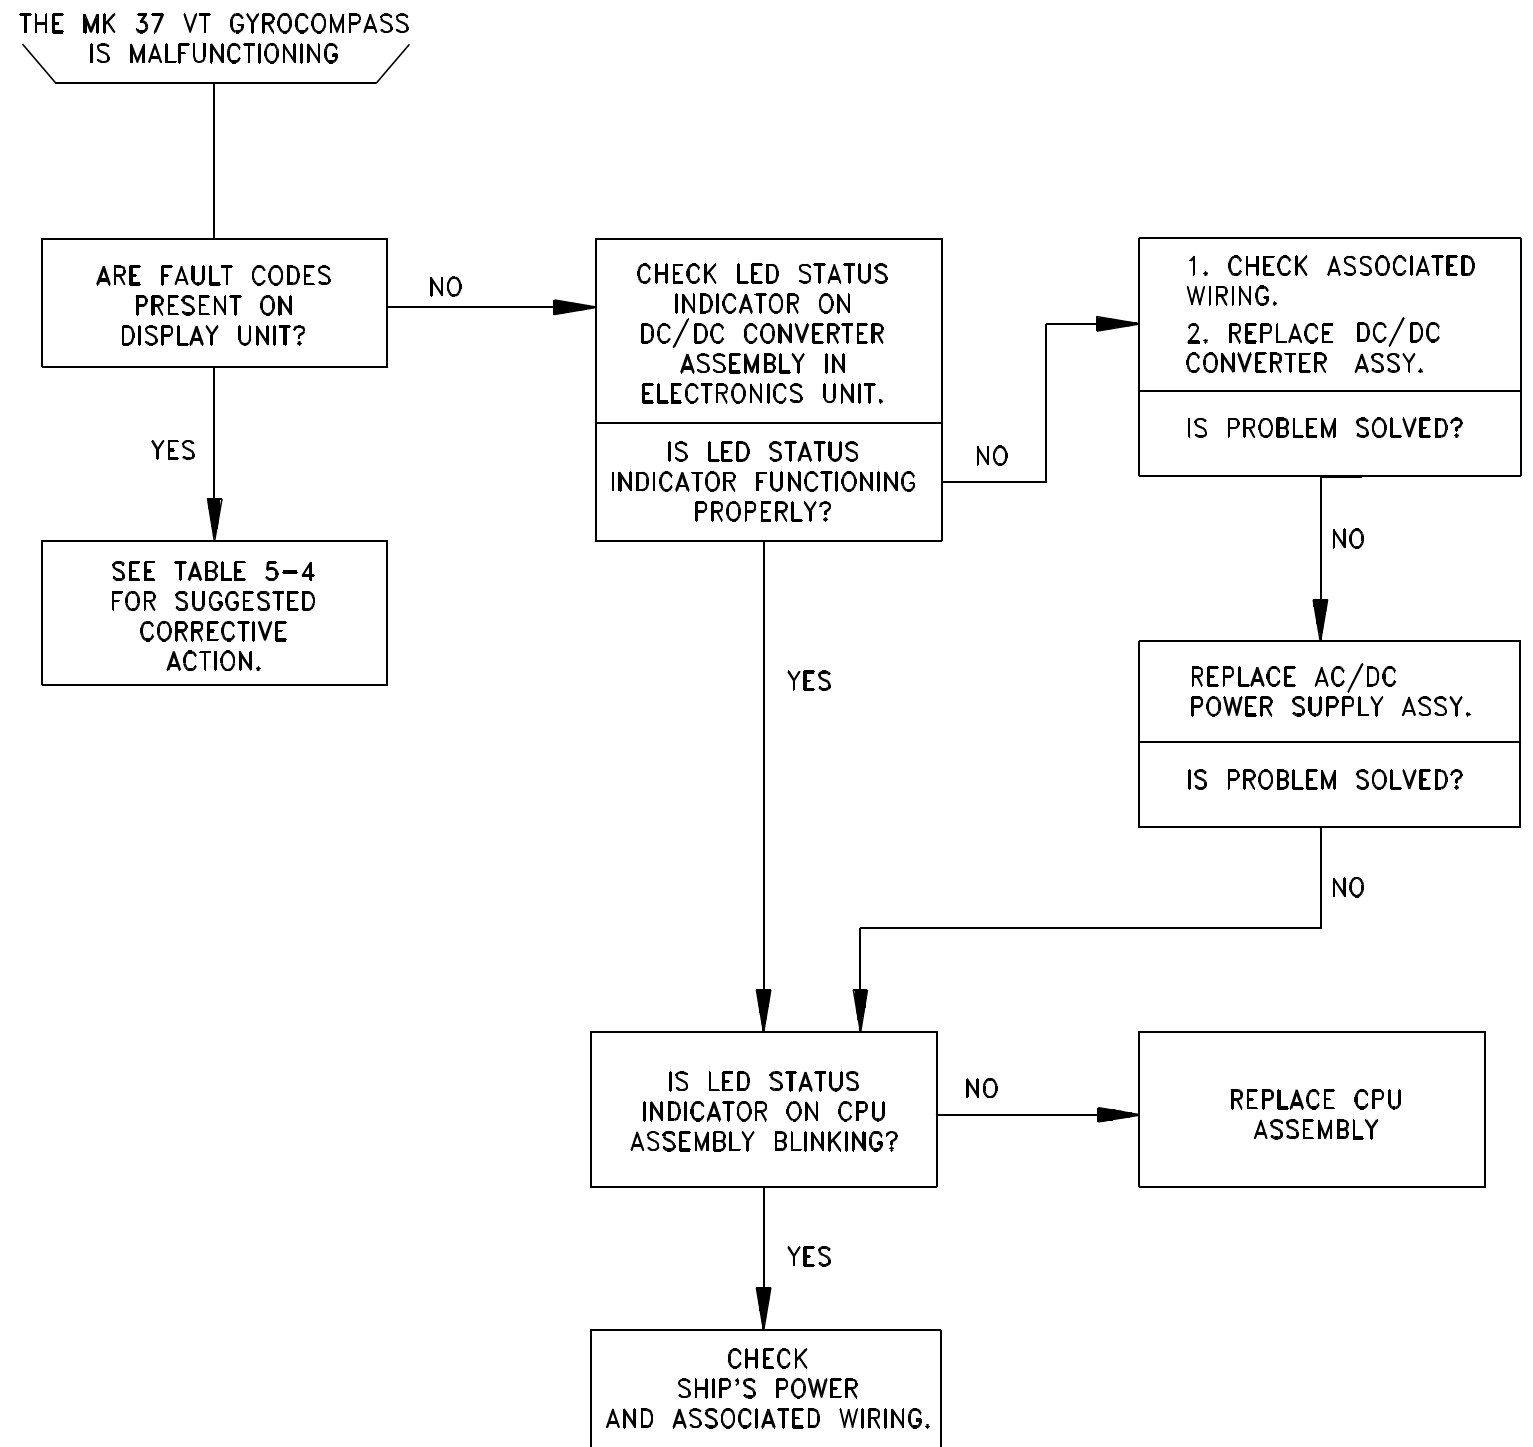 THE MK 37 VT GYROCOMPASS
IS MALFUNCTIONING
ARE FAULT CODES
PRESENT ON
DISPLAY UNIT?
NO
CHECK LED STATUS
INDICATOR ON
DC/DC CONVERTER
ASSEMBLY IN
ELECTRONICS UNIT.
IS LED STATUS
INDICATOR FUNCTIONING
PROPERLY?
NO
1. CHECK ASSOCIATED
WIRING.
2. REPLACE DC/DC
CONVERTER ASSY.
IS PROBLEM SOLVED?
YES
SEE TABLE 5-4
FOR SUGGESTED
CORRECTIVE
ACTION.
NO
YES
REPLACE AC/DC
POWER SUPPLY ASSY.
IS PROBLEM SOLVED?
NO
IS LED STATUS
INDICATOR ON CPU
ASSEMBLY BLINKING?
NO
REPLACE CPU
ASSEMBLY
YES
CHECK
SHIP'S POWER
AND ASSOCIATED WIRING.